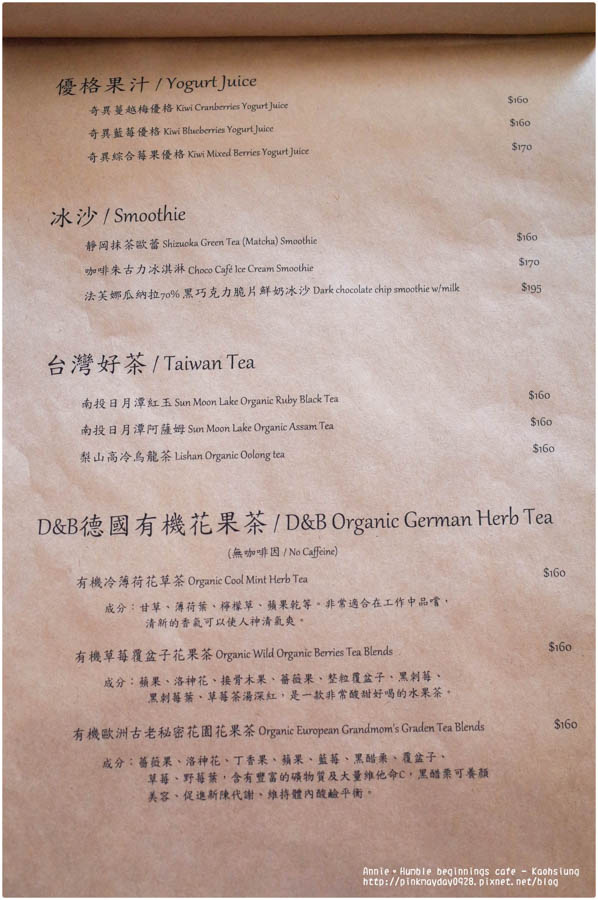 優格果汁 / Yogurt Juice
奇異蔓越梅優格 Kiwi Cranberries Yogurt Juice $160
奇異藍莓優格 Kiwi Blueberries Yogurt Juice $160
奇異綜合莓果優格 Kiwi Mixed Berries Yogurt Juice $170
冰沙 / Smoothie
靜岡抹茶歐蕾 Shizuoka Green Tea (Matcha) Smoothie $160
咖啡朱古力冰淇淋 Choco Café Ice Cream Smoothie $170
法芙娜瓜納拉70% 黑巧克力脆片鮮奶冰沙 Dark chocolate chip smoothie w/milk $195
台灣好茶 / Taiwan Tea
南投日月潭紅玉 Sun Moon Lake Organic Ruby Black Tea $160
南投日月潭阿薩姆 Sun Moon Lake Organic Assam Tea $160
梨山高冷烏龍茶 Lishan Organic Oolong tea $160
D&B德國有機花果茶 / D&B Organic German Herb Tea
(無咖啡因 / No Caffeine)
有機冷薄荷花草茶 Organic Cool Mint Herb Tea $160
成分：甘草、薄荷葉、檸檬草、蘋果乾等。非常適合在工作中品嚐，
清新的香氣可以使人神清氣爽。
有機草莓覆盆子花果茶 Organic Wild Organic Berries Tea Blends $160
成分：蘋果、洛神花、接骨木果、薔薇果、整粒覆盆子、黑刺莓、
黑刺莓葉、草莓茶湯深紅，是一款非常酸甜好喝的水果茶。
有機歐洲古老秘密花園花果茶 Organic European Grandmom's Graden Tea Blends $160
成分：薔薇果、洛神花、丁香果、蘋果、藍莓、黑醋栗、覆盆子、
草莓、野莓葉，含有豐富的礦物質及大量維他命C，黑醋栗可養顏
美容、促進新陳代謝、維持體內酸鹼平衡。
Annie • Humble beginnings cafe - Kaohsiung
http://pinkmayday0928.pixnet.net/blog